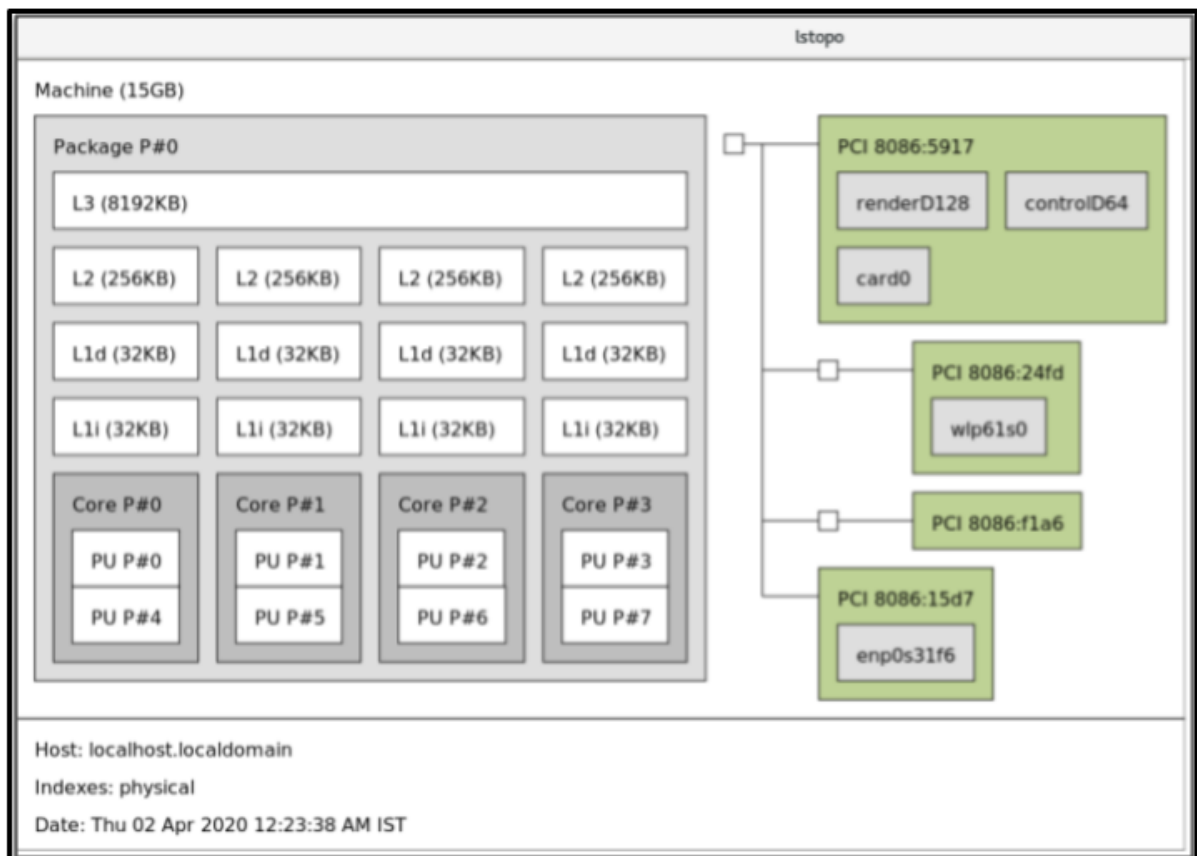 lstopo
Machine (15GB)
Package P#0
L3 (8192KB)
L2 (256KB) L2 (256KB) L2 (256KB) L2 (256KB)
L1d (32KB) L1d (32KB) L1d (32KB) L1d (32KB)
L1i (32KB) L1i (32KB) L1i (32KB) L1i (32KB)
Core P#0 Core P#1 Core P#2 Core P#3
PU P#0 PU P#1 PU P#2 PU P#3
PU P#4 PU P#5 PU P#6 PU P#7
PCI 8086:5917
renderD128 controlD64
card0
PCI 8086:24fd
wlp61s0
PCI 8086:f1a6
PCI 8086:15d7
enp0s31f6
Host: localhost.localdomain
Indexes: physical
Date: Thu 02 Apr 2020 12:23:38 AM IST